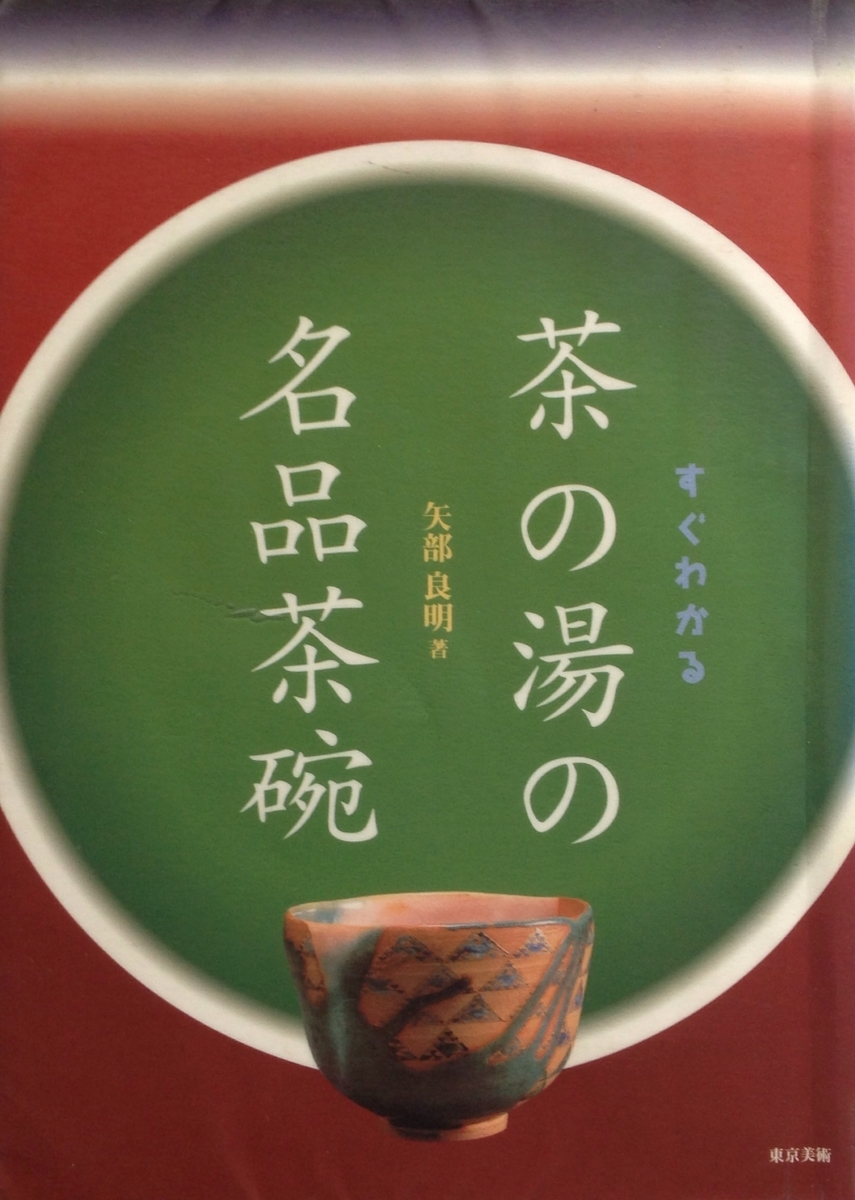 すぐわかる
茶の湯の
名品茶碗
矢部良明 著
東京美術